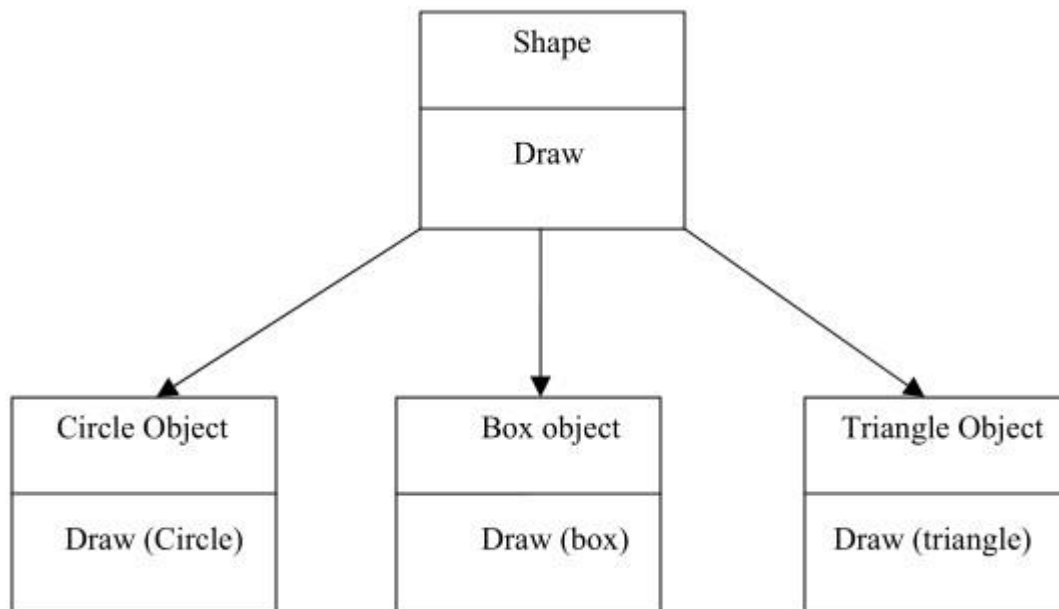 Shape
Draw
Circle Object
Draw (Circle)
Box object
Draw (box)
Triangle Object
Draw (triangle)